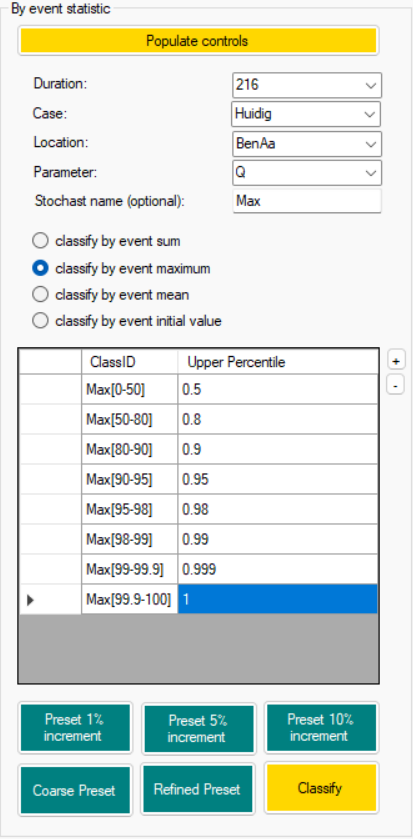 By event statistic
Populate controls
Duration: 216
Case: Huidig
Location: BenAa
Parameter: Q
Stochast name (optional): Max
classify by event sum
classify by event maximum
classify by event mean
classify by event initial value
ClassID Upper Percentile +
Max[0-50] 0.5 -
Max[50-80] 0.8
Max[80-90] 0.9
Max[90-95] 0.95
Max[95-98] 0.98
Max[98-99] 0.99
Max[99-99.9] 0.999
Max[99.9-100] 1
Preset 1% increment
Preset 5% increment
Preset 10% increment
Coarse Preset Refined Preset Classify